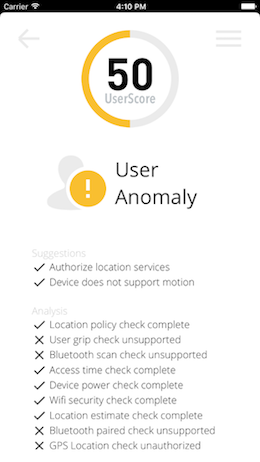 Carrier 4:10 PM
50
UserScore
!
User
Anomaly
Suggestions
Authorize location services
Device does not support motion
Analysis
Location policy check complete
User grip check unsupported
Bluetooth scan check unsupported
Access time check complete
Device power check complete
Wifi security check complete
Location estimate check complete
Bluetooth paired check unsupported
GPS Location check unauthorized